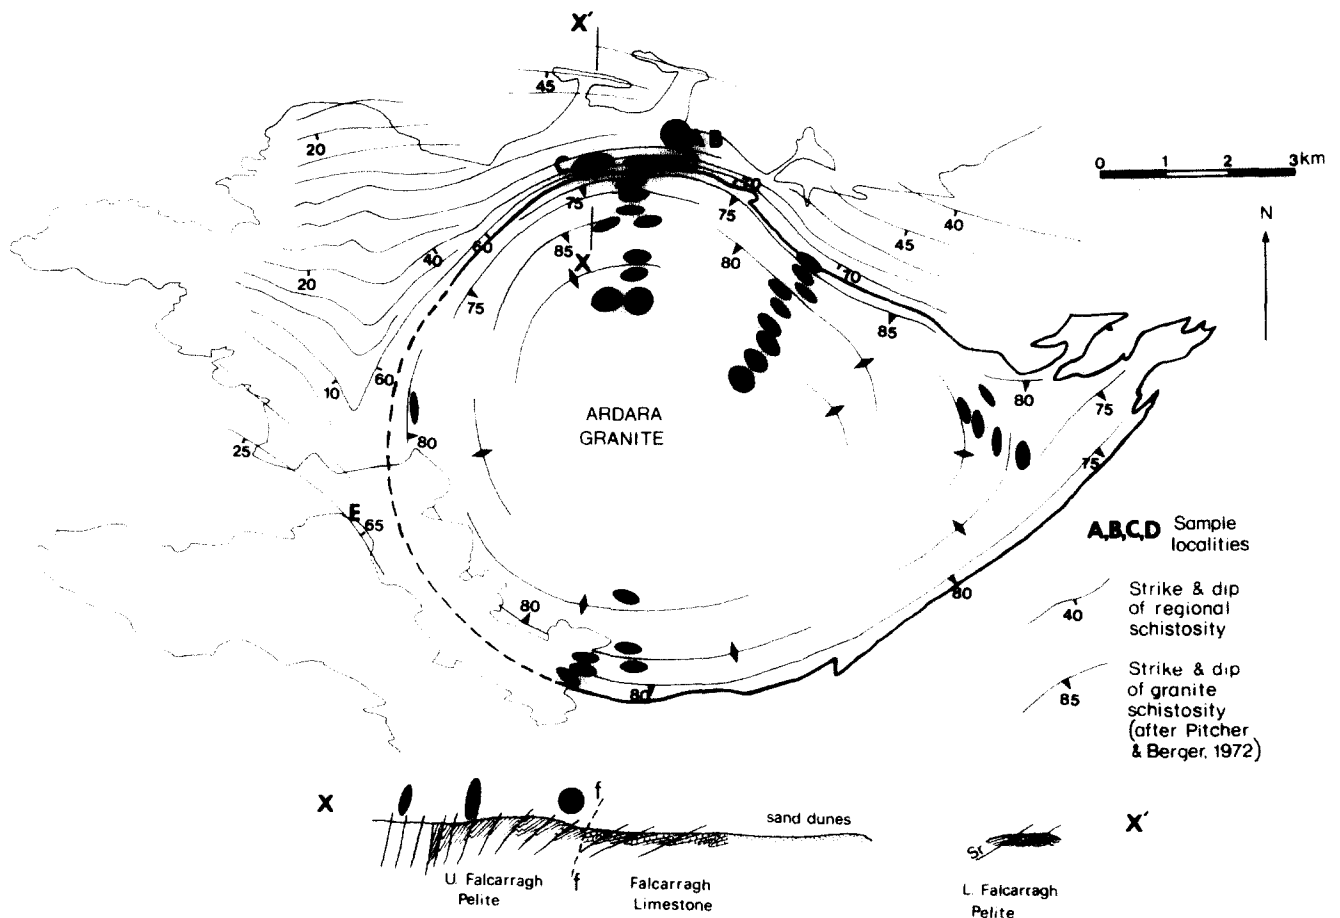 X'
45
20
C
A B
70
0 1 2 3 km
N
75
75
40
45
60
85
X
80
70
40
20
75
85
10
60
80
75
ARDARA
GRANITE
25
80
75
E
65
A,B,C,D Sample
localities
80
80
Strike & dip
of regional
schistosity
40
80
Strike & dip
of granite
schistosity
(after Pitcher
& Berger, 1972)
85
X
f
sand dunes
X'
Sr
f
U. Falcarragh
Pelite
Falcarragh
Limestone
L. Falcarragh
Pelite